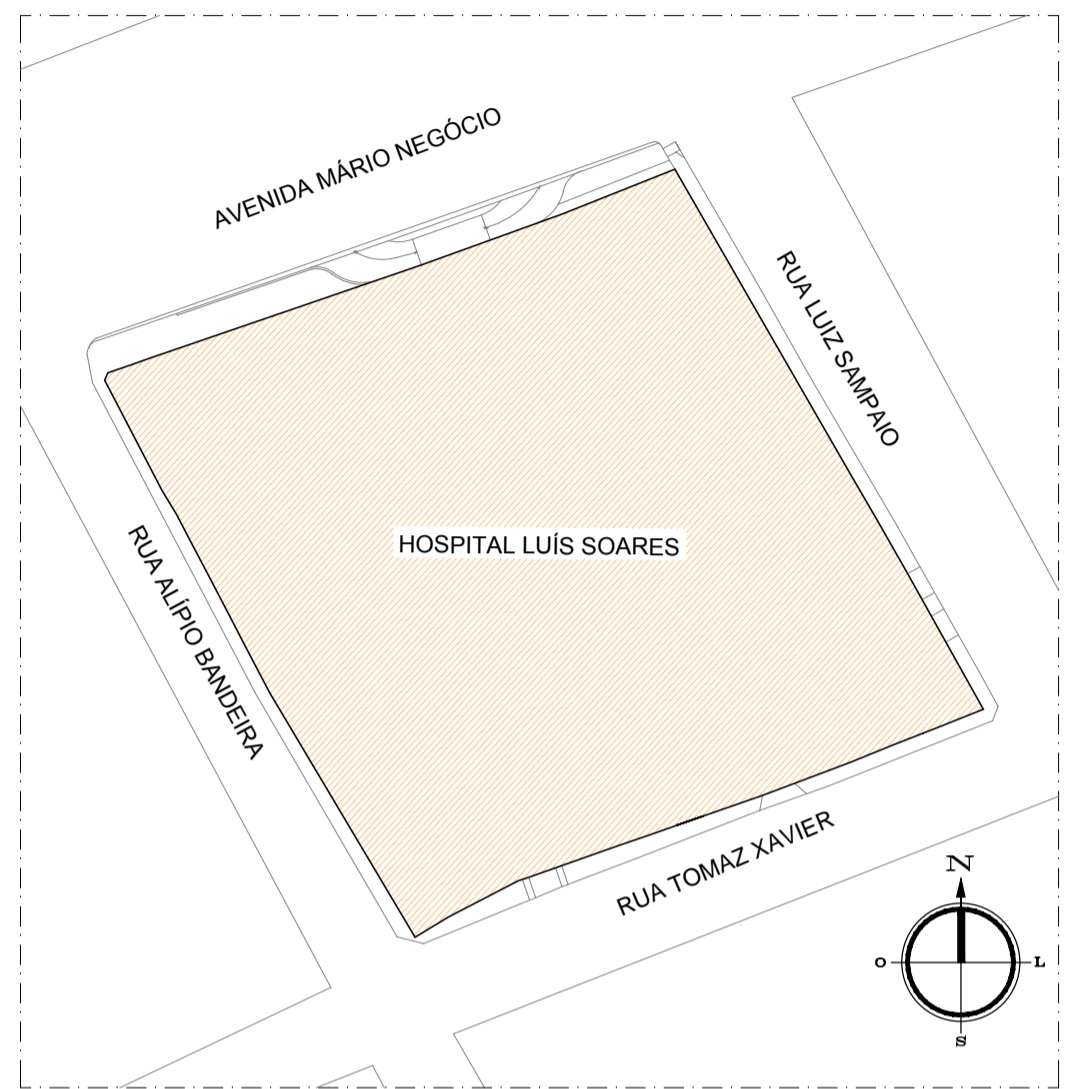 AVENIDA MÁRIO NEGÓCIO
RUA LUIZ SAMPAIO
HOSPITAL LUÍS SOARES
RUA ALÍPIO BANDEIRA
RUA TOMAZ XAVIER
N
O
L
S